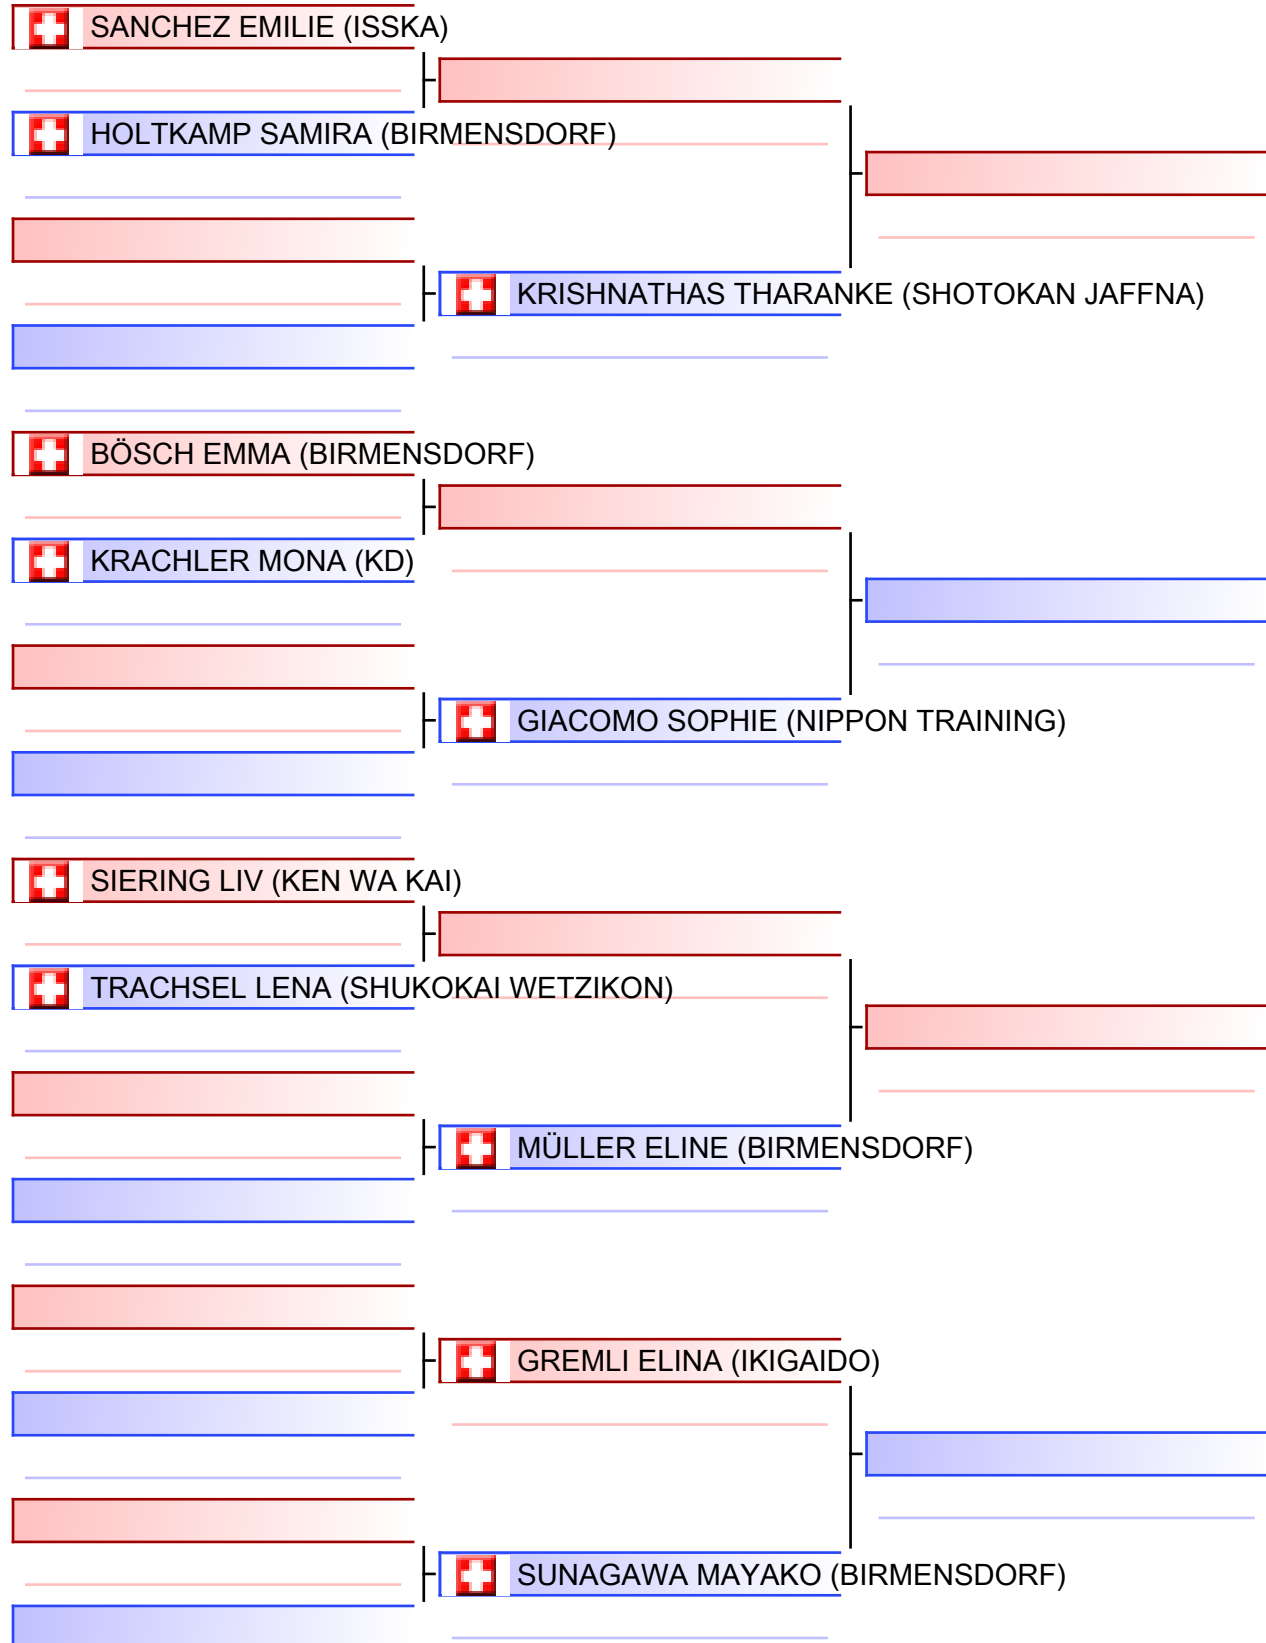 SANCHEZ EMILIE (ISSKA)
HOLTKAMP SAMIRA (BIRMENSDORF)
KRISHNATHAS THARANKE (SHOTOKAN JAFFNA)
BÖSCH EMMA (BIRMENSDORF)
KRACHLER MONA (KD)
GIACOMO SOPHIE (NIPPON TRAINING)
SIERING LIV (KEN WA KAI)
TRACHSEL LENA (SHUKOKAI WETZIKON)
MÜLLER ELINE (BIRMENSDORF)
GREMLI ELINA (IKIGAIDO)
SUNAGAWA MAYAKO (BIRMENSDORF)